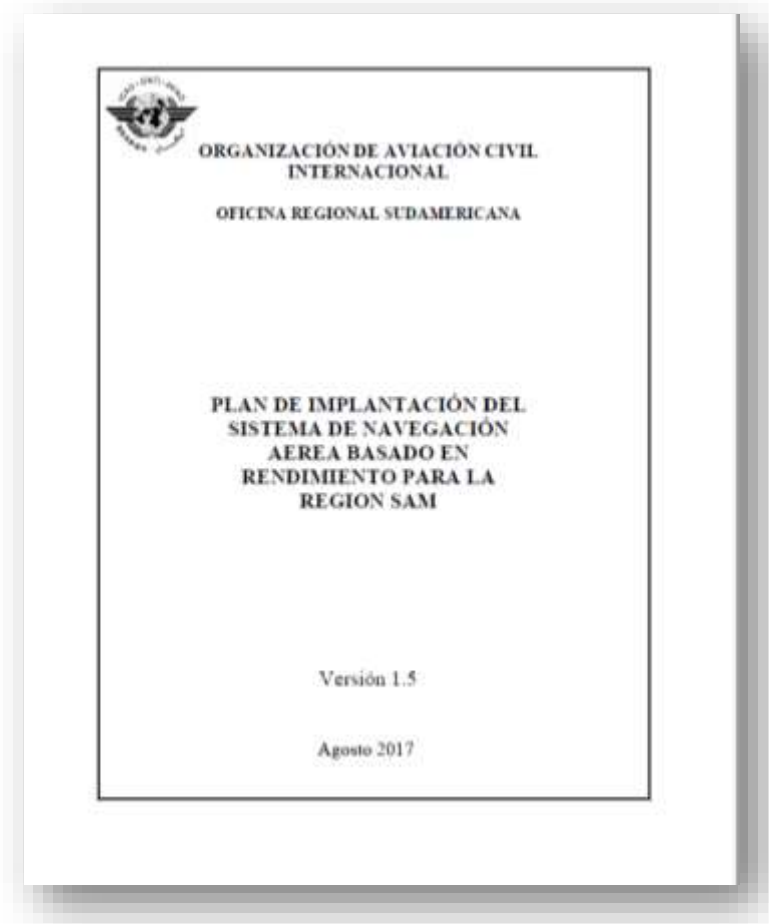 ORGANIZACIÓN DE AVIACIÓN CIVIL
INTERNACIONAL
OFICINA REGIONAL SUDAMERICANA
PLAN DE IMPLANTACIÓN DEL
SISTEMA DE NAVEGACIÓN
AEREA BASADO EN
RENDIMIENTO PARA LA
REGION SAM
Versión 1.5
Agosto 2017